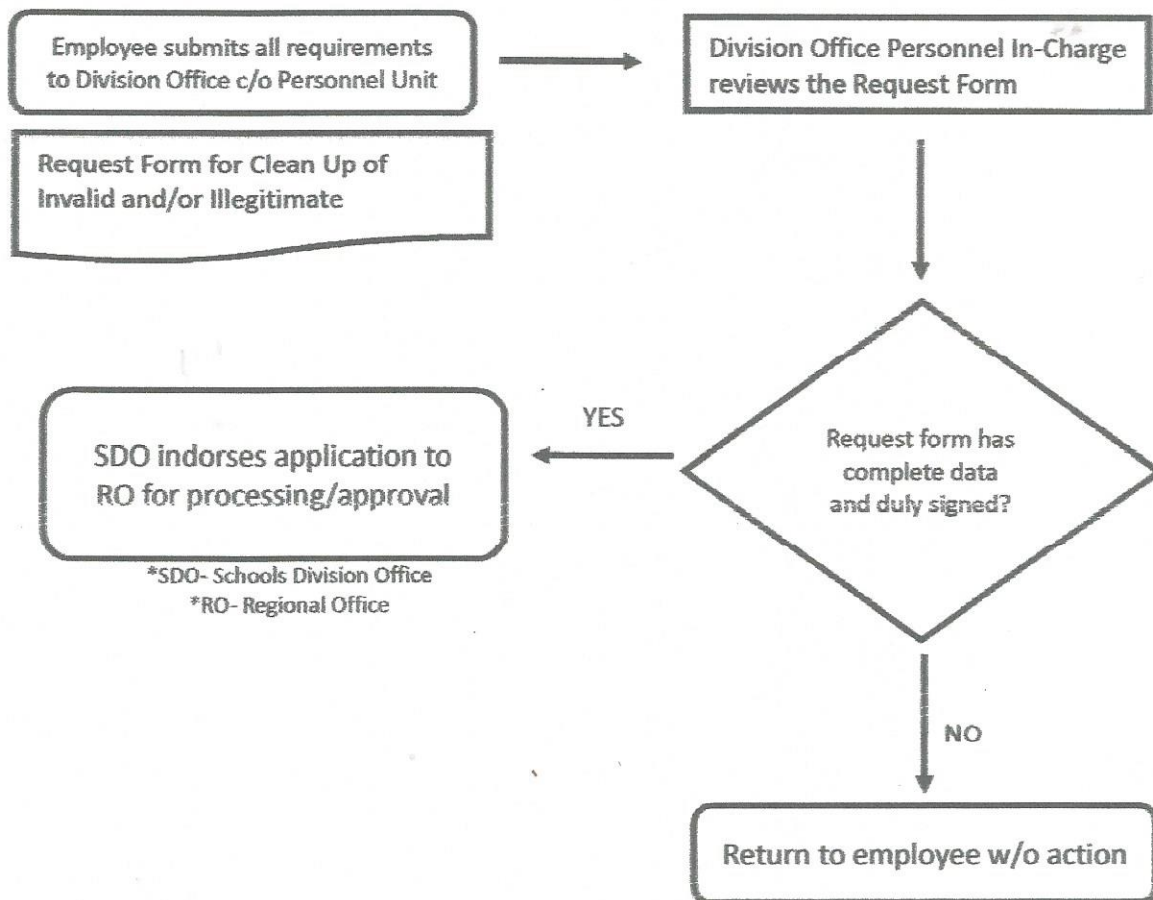 Employee submits all requirements
to Division Office c/o Personnel Unit
Division Office Personnel In-Charge
reviews the Request Form
Request Form for Clean Up of
Invalid and/or Illegitimate
YES
SDO indorses application to
RO for processing/approval
Request form has
complete data
and duly signed?
*SDO- Schools Division Office
*RO- Regional Office
NO
Return to employee w/o action